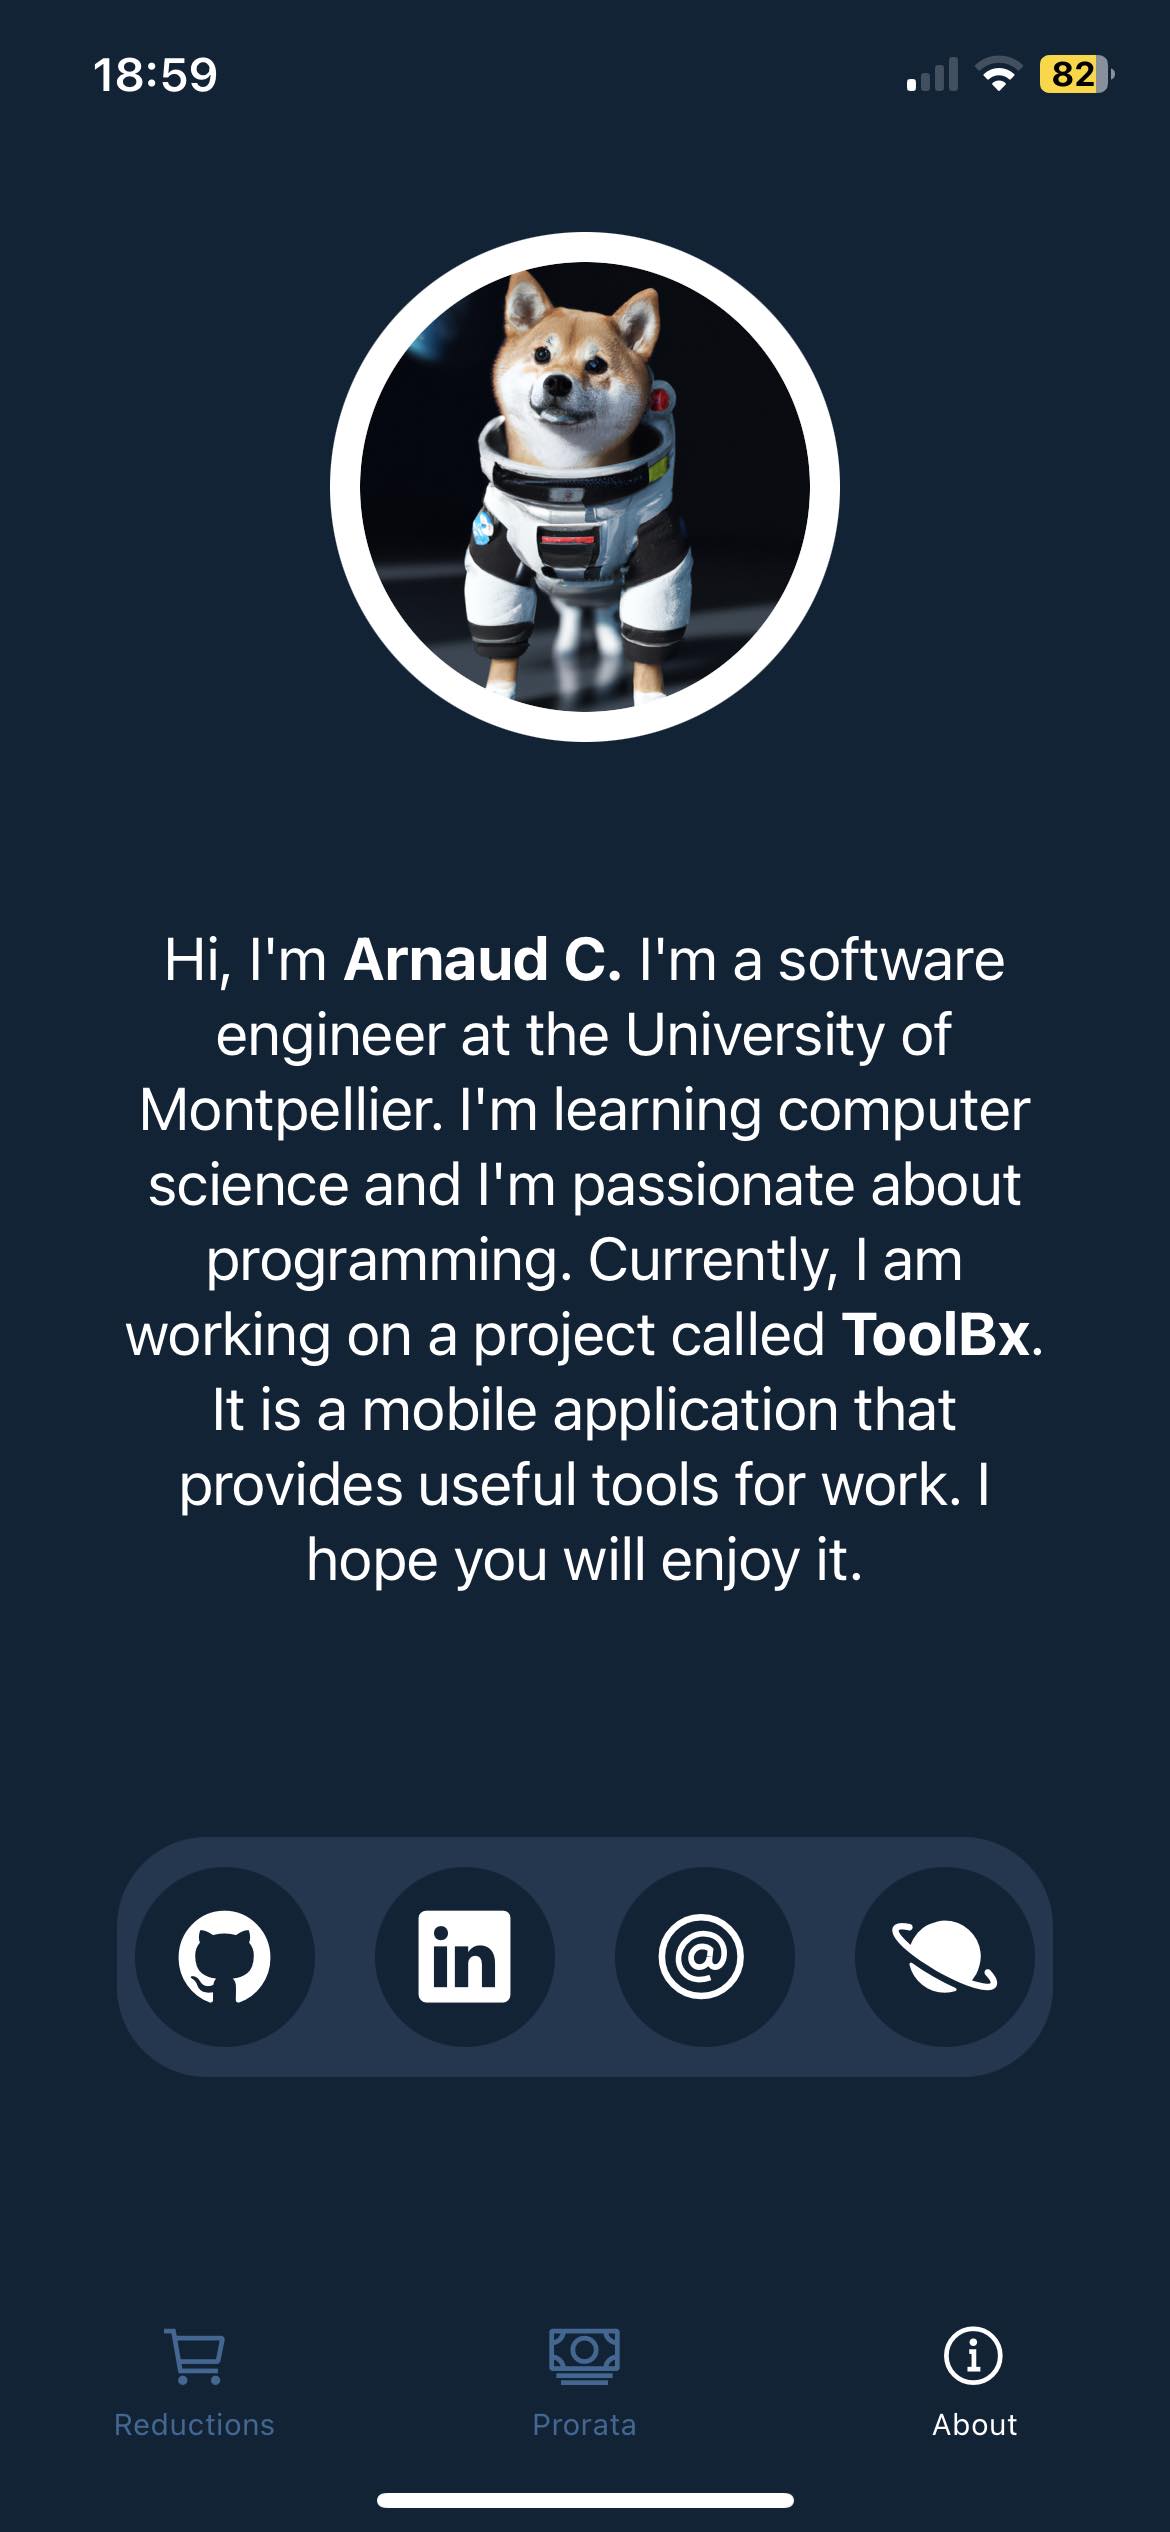 18:59
82
Hi, I'm Arnaud C. I'm a software
engineer at the University of
Montpellier. I'm learning computer
science and I'm passionate about
programming. Currently, I am
working on a project called ToolBx.
It is a mobile application that
provides useful tools for work. I
hope you will enjoy it.
in
@
Reductions
Prorata
About